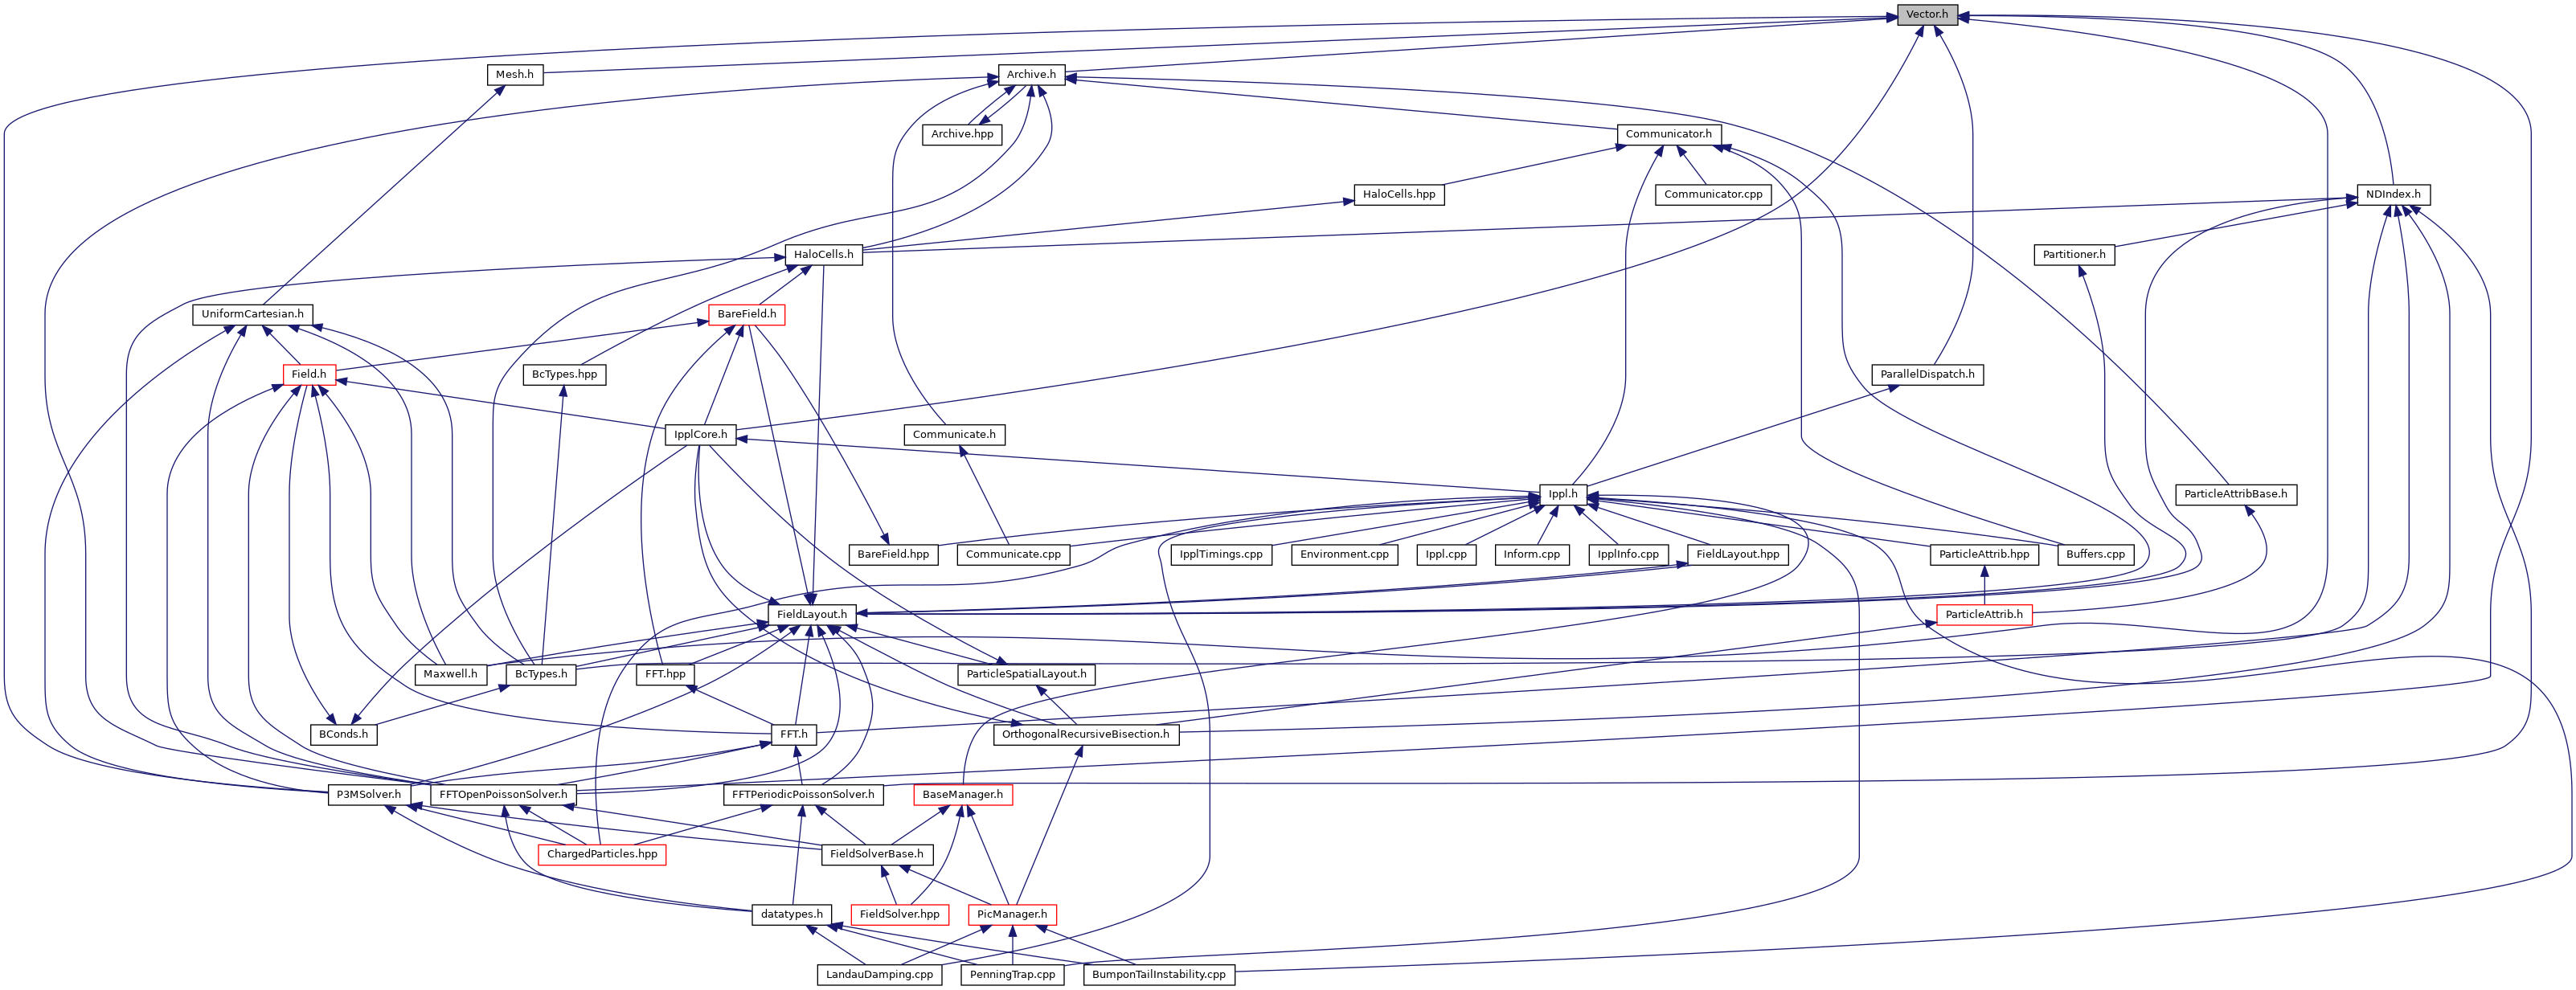 Vector.h
Mesh.h
Archive.h
Archive.hpp
Communicator.h
HaloCells.hpp
Communicator.cpp
NDIndex.h
HaloCells.h
Partitioner.h
UniformCartesian.h
BareField.h
Field.h
BcTypes.hpp
ParallelDispatch.h
IpplCore.h
Communicate.h
Ippl.h
ParticleAttribBase.h
BareField.hpp
Communicate.cpp
IpplTimings.cpp
Environment.cpp
Ippl.cpp
Inform.cpp
IpplInfo.cpp
FieldLayout.hpp
ParticleAttrib.hpp
Buffers.cpp
FieldLayout.h
ParticleAttrib.h
Maxwell.h
BcTypes.h
FFT.hpp
ParticleSpatialLayout.h
BConds.h
FFT.h
OrthogonalRecursiveBisection.h
P3MSolver.h
FFTOpenPoissonSolver.h
FFTPeriodicPoissonSolver.h
BaseManager.h
ChargedParticles.hpp
FieldSolverBase.h
datatypes.h
FieldSolver.hpp
PicManager.h
LandauDamping.cpp
PenningTrap.cpp
BumponTailInstability.cpp